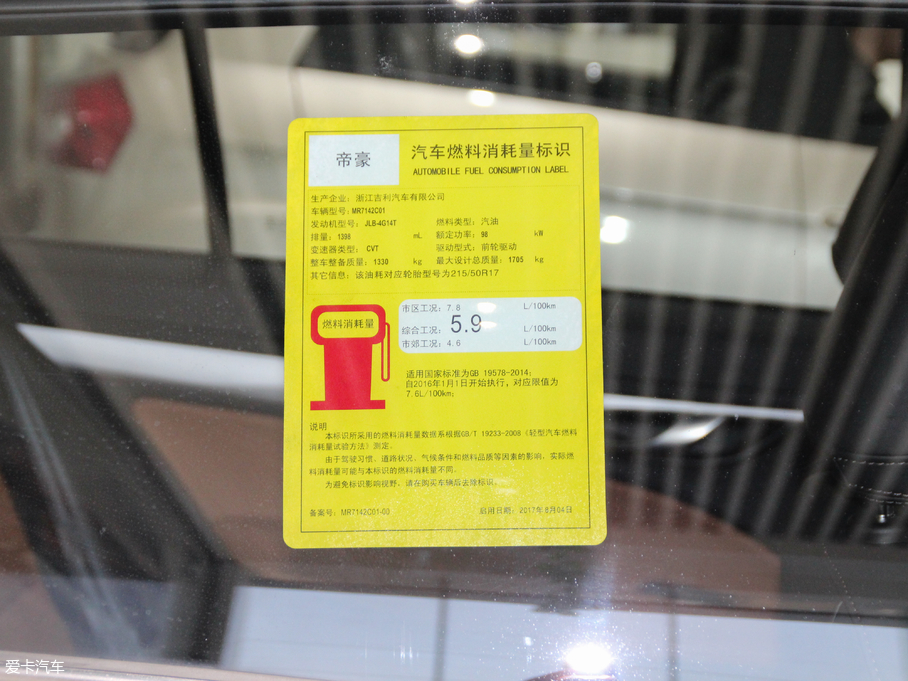 帝豪
汽车燃料消耗量标识
AUTOMOBILE FUEL CONSUMPTION LABEL
生产企业：浙江吉利汽车有限公司
车辆型号：MR7142C01
发动机型号：JLB-4G14T 燃料类型：汽油
排量：1398 mL 额定功率：98 kW
变速器类型：CVT 驱动型式：前轮驱动
整车整备质量：1330 kg 最大设计总质量：1705 kg
其它信息：该油耗对应轮胎型号为215/50R17
燃料消耗量
市区工况：7.8 L/100km
综合工况：5.9 L/100km
市郊工况：4.6 L/100km
适用国家标准为GB 19578-2014；
自2016年1月1日开始执行，对应限值为
7.6L/100km；
说明
本标识所采用的燃料消耗量数据系根据GB/T 19233-2008《轻型汽车燃料
消耗量试验方法》测定。
由于驾驶习惯、道路状况、气候条件和燃料品质等因素的影响，实际燃
料消耗量可能与本标识的燃料消耗量不同。
为避免标识影响视野，请在购买车辆后去除标识。
备案号：MR7142C01-00 启用日期：2017年8月04日
爱卡汽车